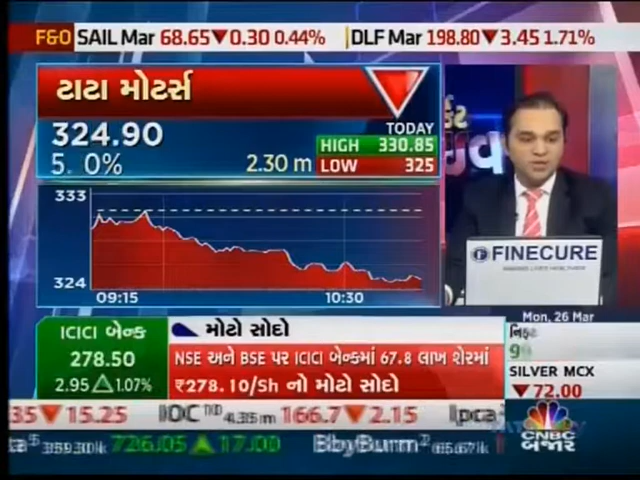 F&O SAIL Mar 68.65▼0.30 0.44% DLF Mar 198.80▼3.45 1.71%
ટાટા મોટર્સ
324.90
TODAY
HIGH 330.85
5. 0% 2.30 m LOW 325
333
324
09:15 10:30
FINECURE
Mon, 26 Mar
ICICI બેન્ક
278.50
2.95▲1.07%
મોટો સોદો
NSE અને BSE પર ICICI બેન્કમાં 67.8 લાખ શેરમાં
₹278.10/Sh નો મોટો સોદો
SILVER MCX
▼72.00
35▼15.25 IOC 4.35m 166.7▼2.15 Ipca
726.05▲17.00
CNBC
બજાર